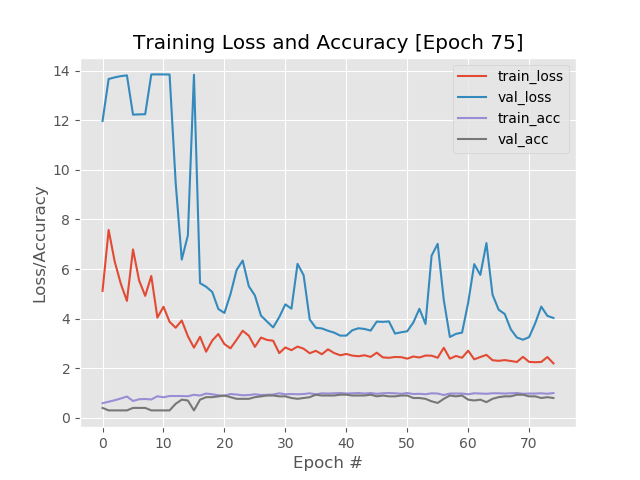 Training Loss and Accuracy [Epoch 75]
train_loss
val_loss
train_acc
val_acc
14
12
10
8
6
4
2
0
Loss/Accuracy
0 10 20 30 40 50 60 70
Epoch #